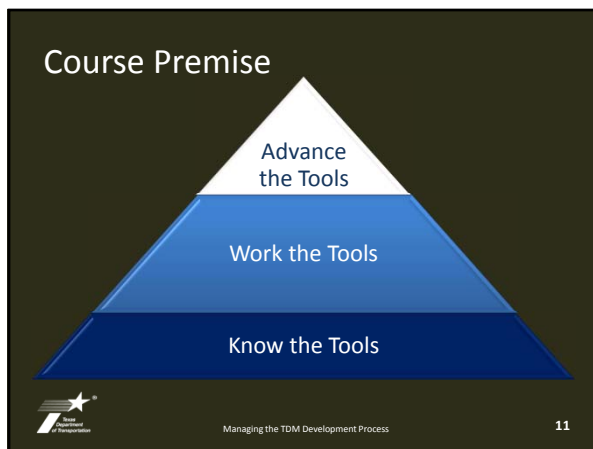 Course Premise
Advance
the Tools
Work the Tools
Know the Tools
®
Texas
Department
of Transportation
Managing the TDM Development Process
11